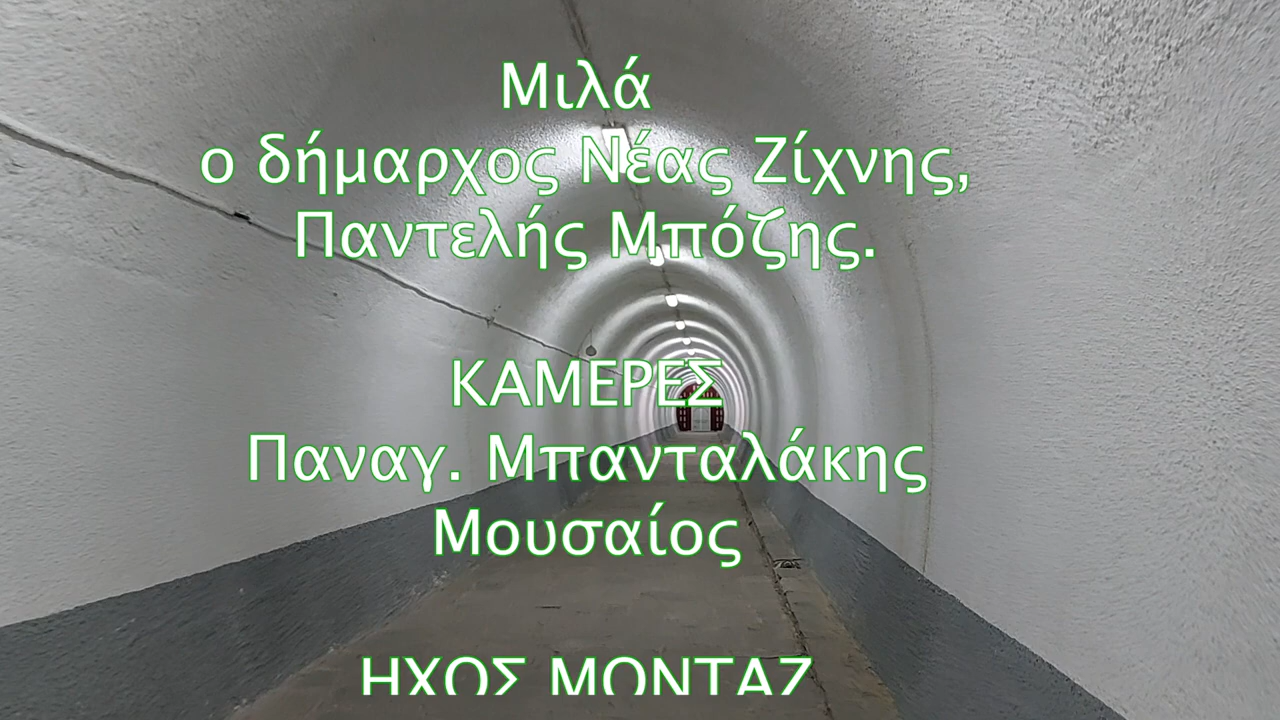 Μιλά
ο δήμαρχος Νέας Ζίχνης,
Παντελής Μπόζης.
ΚΑΜΕΡΕΣ
Παναγ. Μπανταλάκης
Μουσαίος
ΗΧΟΣ ΜΟΝΤΑΖ